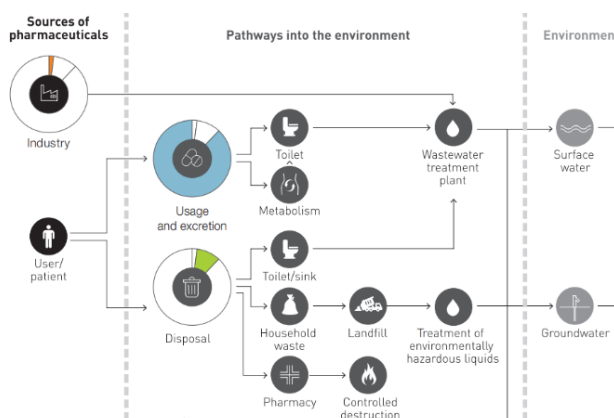 Sources of
pharmaceuticals
Pathways into the environment
Environmen
Industry
Toilet
Wastewater
treatment
plant
Surface
water
Usage
and excretion
Metabolism
User/
patient
Toilet/sink
Disposal
Household
waste
Landfill
Treatment of
environmentally
hazardous liquids
Groundwater
Pharmacy
Controlled
destruction